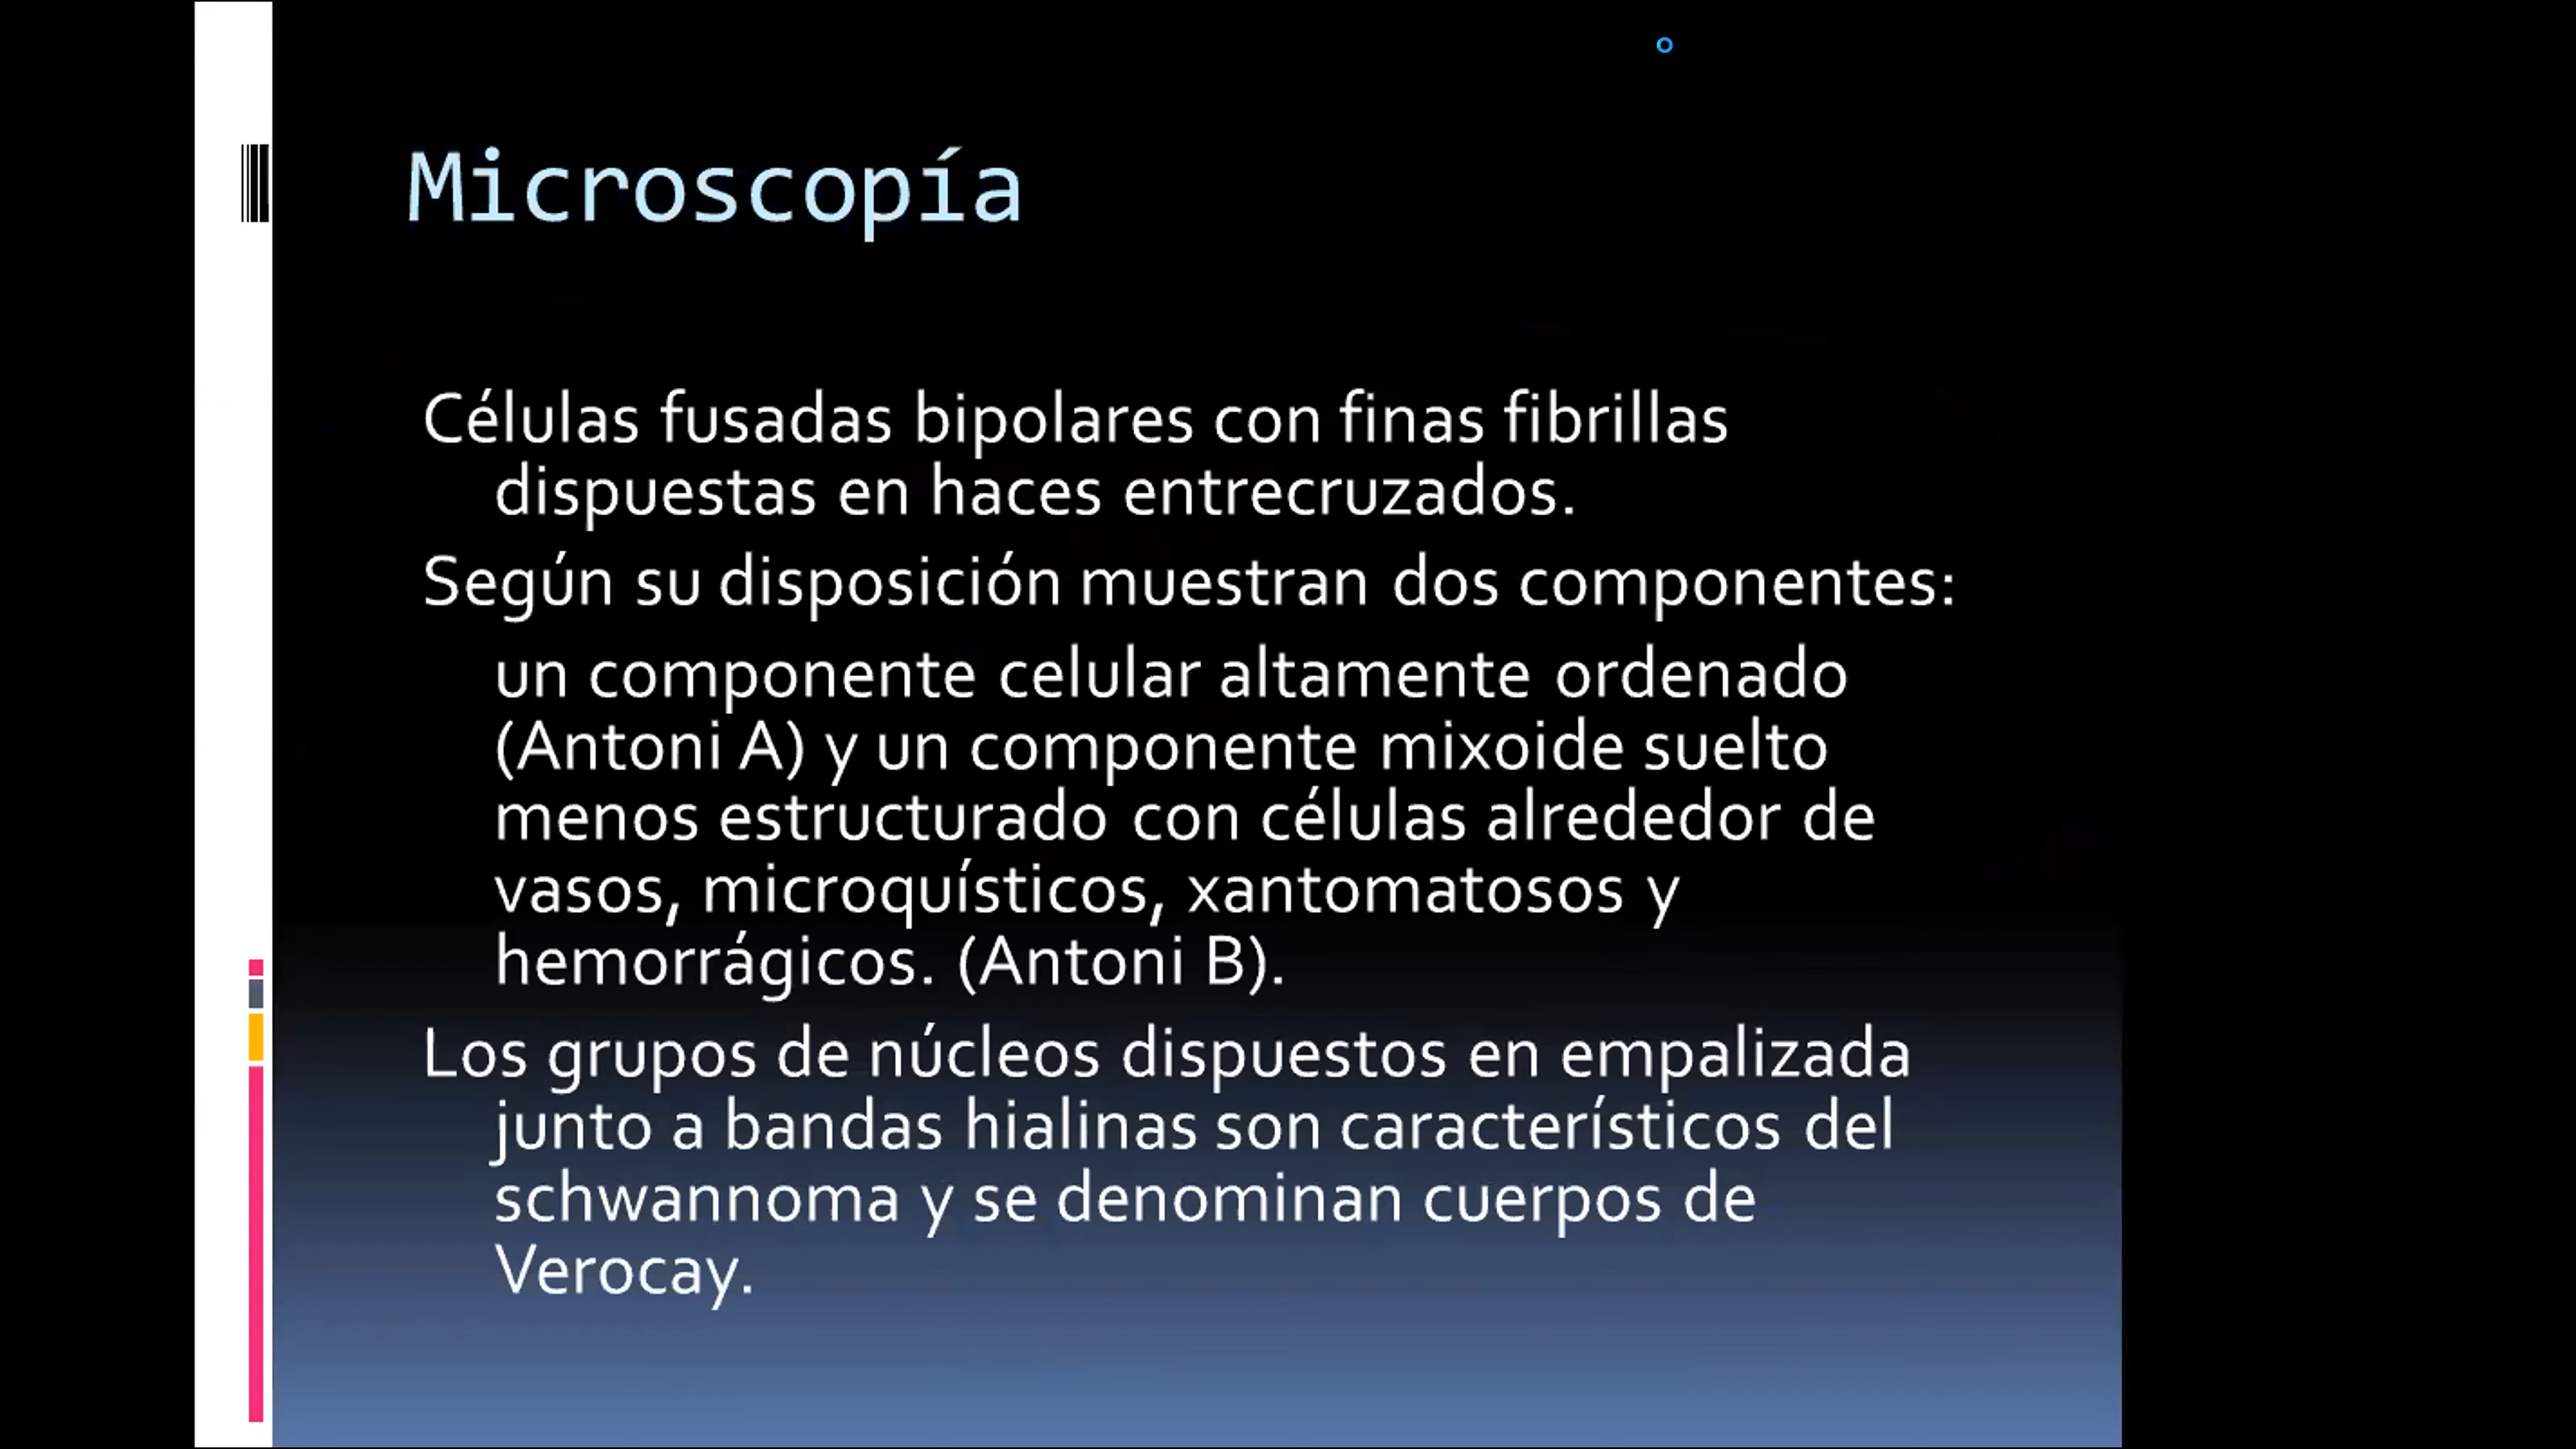 Microscopía
Células fusadas bipolares con finas fibrillas
dispuestas en haces entrecruzados.
Según su disposición muestran dos componentes:
un componente celular altamente ordenado
(Antoni A) y un componente mixoide suelto
menos estructurado con células alrededor de
vasos, microquísticos, xantomatosos y
hemorrágicos. (Antoni B).
Los grupos de núcleos dispuestos en empalizada
junto a bandas hialinas son característicos del
schwannoma y se denominan cuerpos de
Verocay.